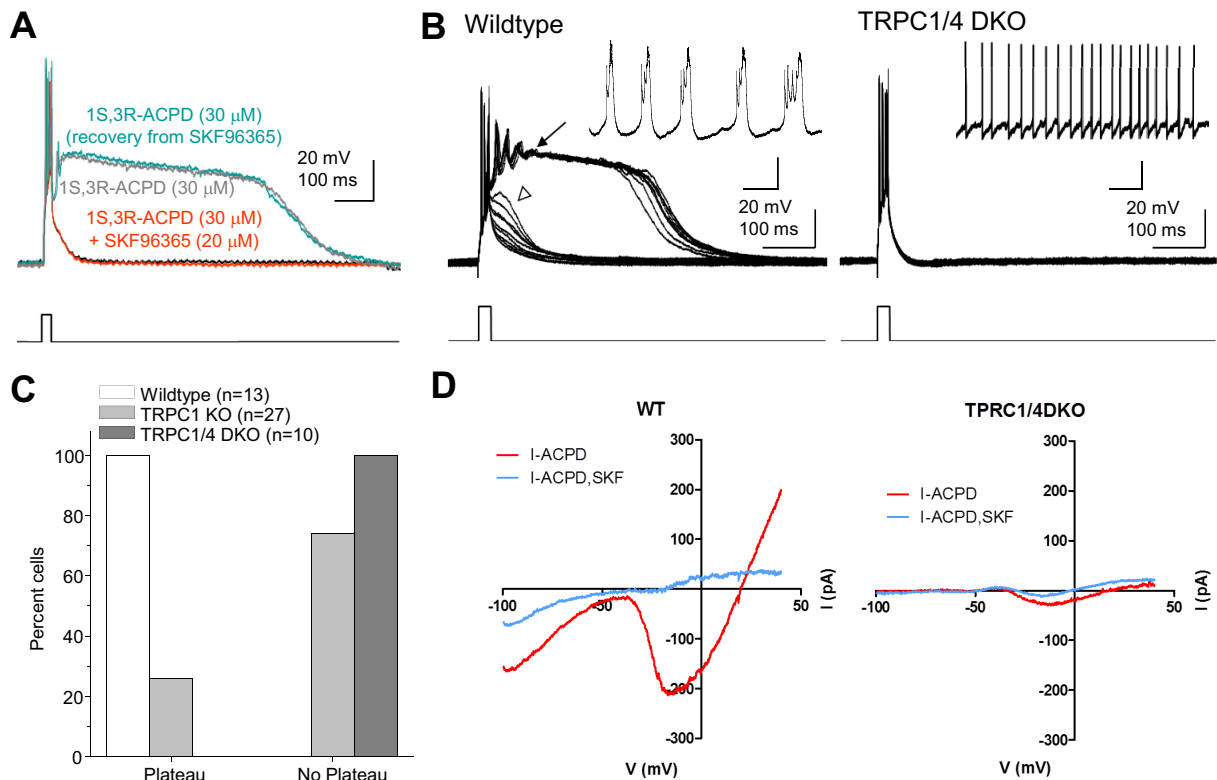 A
1S,3R-ACPD (30 μM)
(recovery from SKF96365)
1S,3R-ACPD (30 μM)
1S,3R-ACPD (30 μM)
+ SKF96365 (20 μM)
20 mV
100 ms
B
Wildtype
20 mV
100 ms
TRPC1/4 DKO
20 mV
100 ms
C
Wildtype (n=13)
TRPC1 KO (n=27)
TRPC1/4 DKO (n=10)
Percent cells
100
80
60
40
20
0
Plateau
No Plateau
D
WT
I-ACPD
I-ACPD,SKF
300
200
100
-100
-50
50
-100
-200
-300
I (pA)
V (mV)
TPRC1/4DKO
I-ACPD
I-ACPD,SKF
300
200
100
-100
-50
50
-100
-200
-300
I (pA)
V (mV)